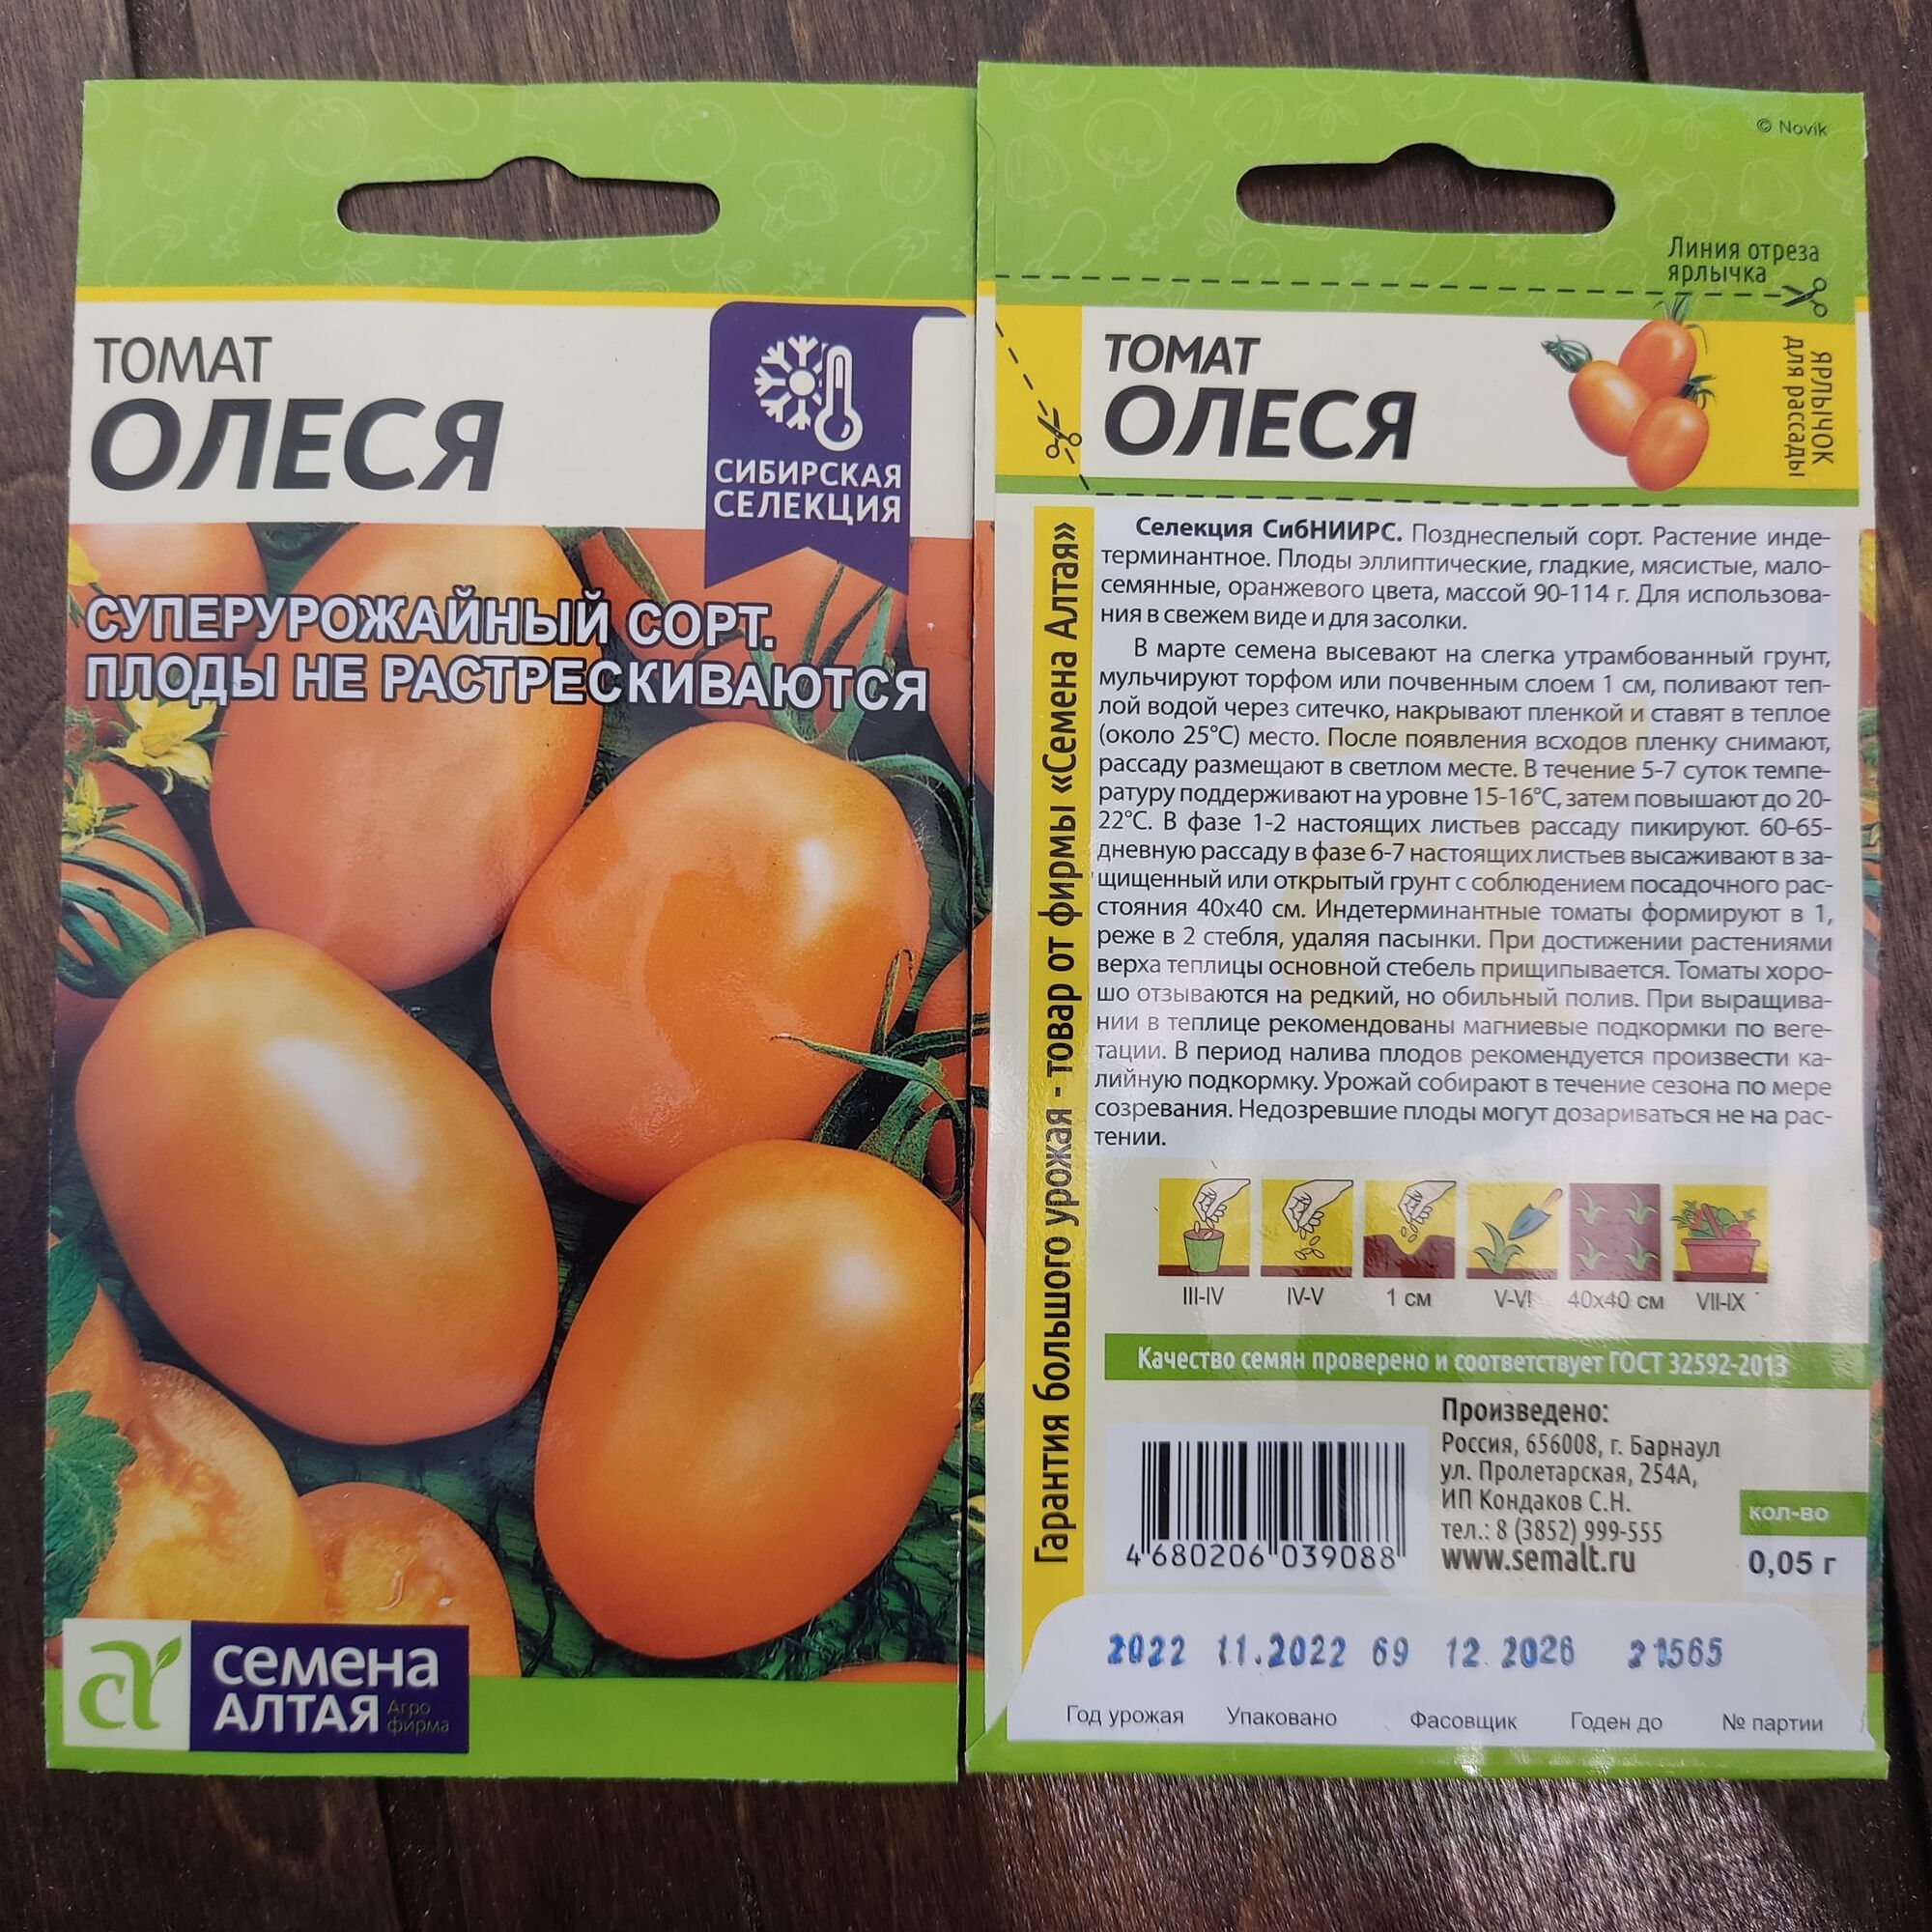 ТОМАТ
ОЛЕСЯ
СИБИРСКАЯ
СЕЛЕКЦИЯ
СУПЕРУРОЖАЙНЫЙ СОРТ.
ПЛОДЫ НЕ РАСТРЕСКИВАЮТСЯ
семена
АЛТАЯ
Агро
фирма
© Novik
Линия отреза
ярлычка
ТОМАТ
ОЛЕСЯ
ЯРЛЫЧОК
для рассады
Гарантия большого урожая - товар от фирмы «Семена Алтая»
Селекция СибНИИРС. Позднеспелый сорт. Растение инде-
терминантное. Плоды эллиптические, гладкие, мясистые, мало-
семянные, оранжевого цвета, массой 90-114 г. Для использова-
ния в свежем виде и для засолки.
В марте семена высевают на слегка утрамбованный грунт,
мульчируют торфом или почвенным слоем 1 см, поливают теп-
лой водой через ситечко, накрывают пленкой и ставят в теплое
(около 25°С) место. После появления всходов пленку снимают,
рассаду размещают в светлом месте. В течение 5-7 суток темпе-
ратуру поддерживают на уровне 15-16°С, затем повышают до 20-
22°С. В фазе 1-2 настоящих листьев рассаду пикируют. 60-65-
дневную рассаду в фазе 6-7 настоящих листьев высаживают в за-
щищенный или открытый грунт с соблюдением посадочного рас-
стояния 40х40 см. Индетерминантные томаты формируют в 1,
реже в 2 стебля, удаляя пасынки. При достижении растениями
верха теплицы основной стебель прищипывается. Томаты хоро-
шо отзываются на редкий, но обильный полив. При выращива-
нии в теплице рекомендованы магниевые подкормки по веге-
тации. В период налива плодов рекомендуется произвести ка-
лийную подкормку. Урожай собирают в течение сезона по мере
созревания. Недозревшие плоды могут дозариваться не на рас-
тении.
III-IV IV-V 1 см V-VI 40х40 см VII-IX
Качество семян проверено и соответствует ГОСТ 32592-2013
Произведено:
Россия, 656008, г. Барнаул
ул. Пролетарская, 254А,
ИП Кондаков С.Н.
тел.: 8 (3852) 999-555
www.semalt.ru
4 680206 039088
кол-во
0,05 г
2022 11.2022 69 12.2026 21565
Год урожая Упаковано Фасовщик Годен до № партии